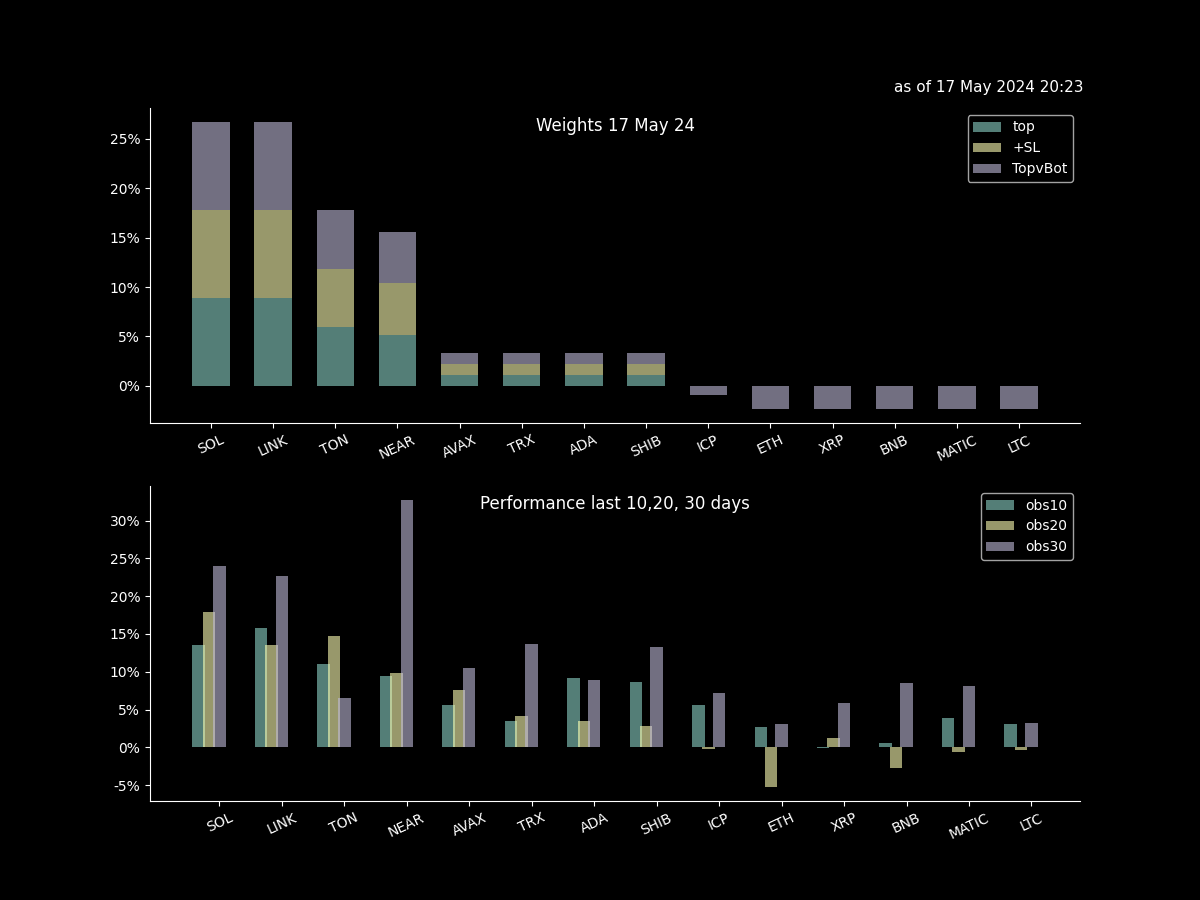 as of 17 May 2024 20:23
Weights 17 May 24
top
+SL
TopvBot
25%
20%
15%
10%
5%
0%
SOL LINK TON NEAR AVAX TRX ADA SHIB ICP ETH XRP BNB MATIC LTC
Performance last 10,20, 30 days
obs10
obs20
obs30
30%
25%
20%
15%
10%
5%
0%
-5%
SOL LINK TON NEAR AVAX TRX ADA SHIB ICP ETH XRP BNB MATIC LTC